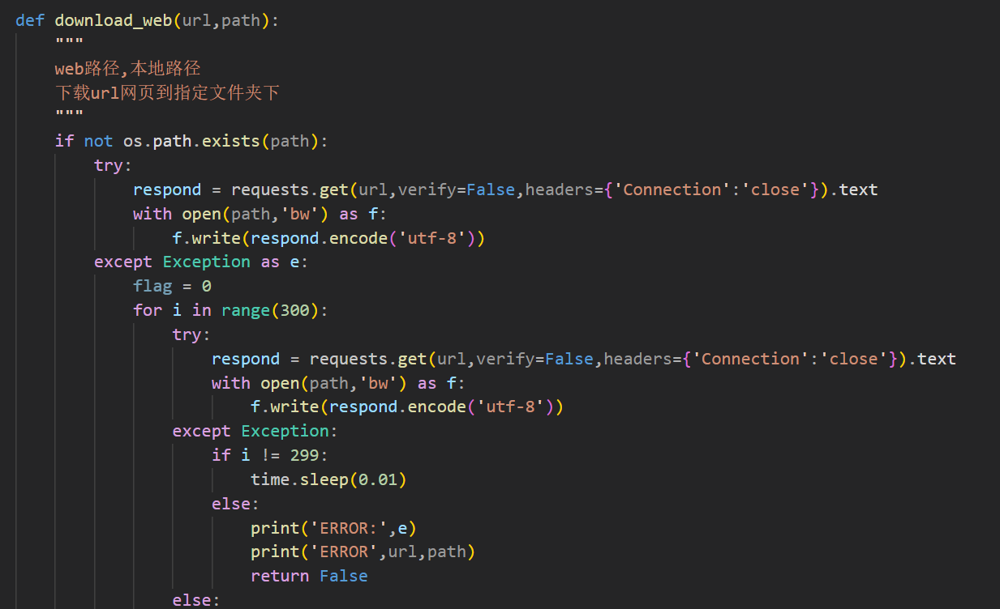 def download_web(url,path):
    """
    web路径,本地路径
    下载url网页到指定文件夹下
    """
    if not os.path.exists(path):
        try:
            respond = requests.get(url,verify=False,headers={'Connection':'close'}).text
            with open(path,'bw') as f:
                f.write(respond.encode('utf-8'))
        except Exception as e:
            flag = 0
            for i in range(300):
                try:
                    respond = requests.get(url,verify=False,headers={'Connection':'close'}).text
                    with open(path,'bw') as f:
                        f.write(respond.encode('utf-8'))
                except Exception:
                    if i != 299:
                        time.sleep(0.01)
                    else:
                        print('ERROR:',e)
                        print('ERROR',url,path)
                        return False
                else: